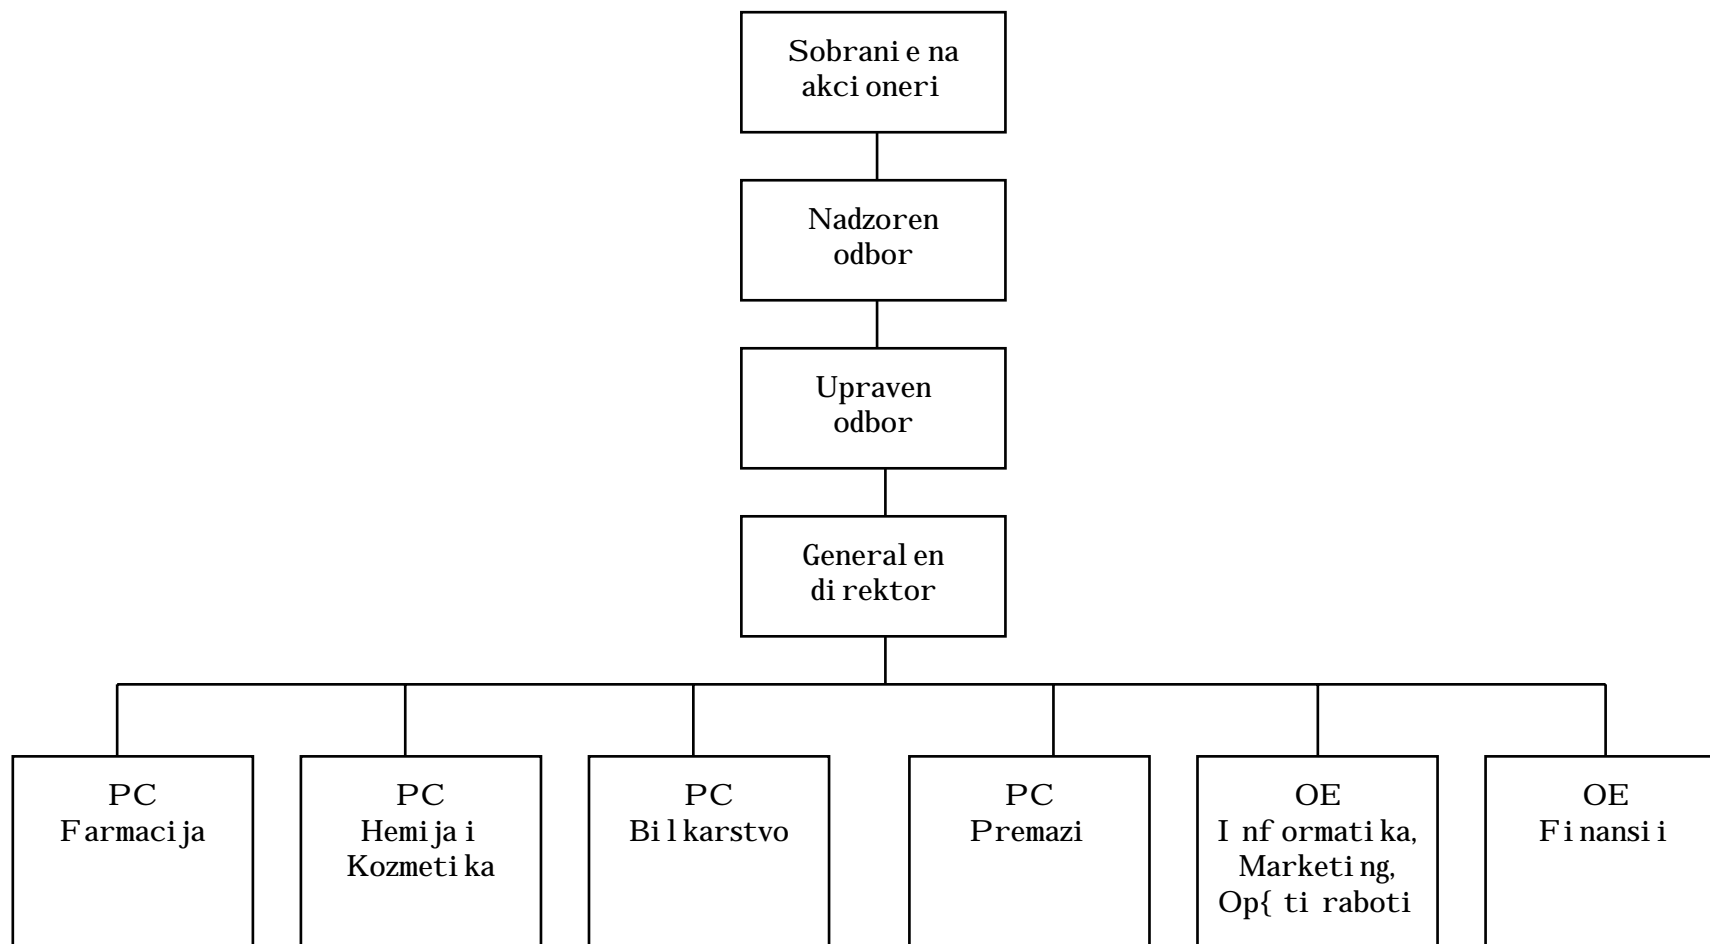 Sobranie na
akcioneri
Nadzoren
odbor
Upraven
odbor
Generalen
direktor
PC
Farmacija
PC
Hemija i
Kozmetika
PC
Bilkarstvo
PC
Premazi
OE
Informatika,
Marketing,
Op{ti raboti
OE
Finansii